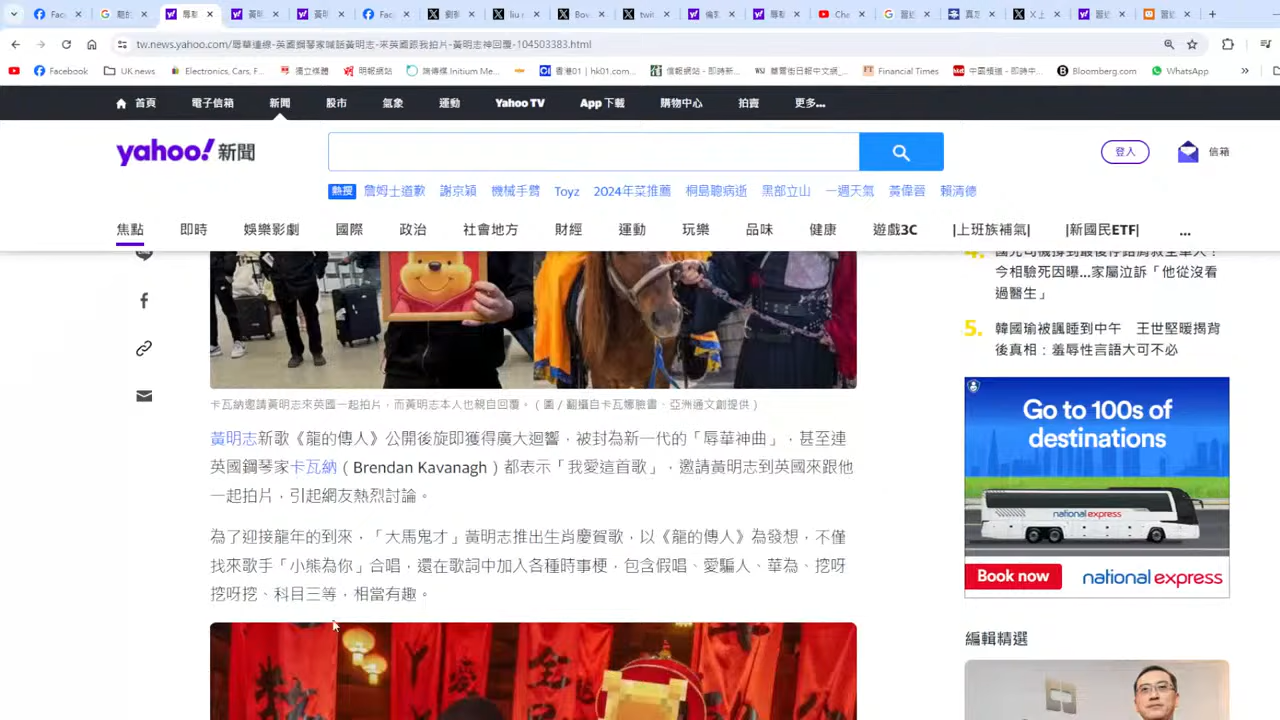 Fac
tw.news.yahoo.com/辱華連線-英國鋼琴家喊話黃明志-來英國跟我拍片-黃明志神回覆-104503383.html
Facebook
UK news
Electronics, Cars, F...
獨立媒體
明報網站
端傳媒 Initium Me...
香港01 | hk01.com...
信報網站 - 即時新...
華爾街日報中文網_...
Financial Times
中國頻道 - 即時中...
Bloomberg.com
WhatsApp
首頁
電子信箱
新聞
股市
氣象
運動
Yahoo TV
App 下載
購物中心
拍賣
更多...
yahoo! 新聞
登入
信箱
熱搜 詹姆士道歉 謝京穎 機械手臂 Toyz 2024年菜推薦 桐島聰病逝 黑部立山 一週天氣 黃偉晉 賴清德
焦點 即時 娛樂影劇 國際 政治 社會地方 財經 運動 玩樂 品味 健康 遊戲3C |上班族補氣| |新國民ETF| ...
今相驗死因曝...家屬泣訴「他從沒看
過醫生」
5. 韓國瑜被諷睡到中午 王世堅暖揭背
後真相：羞辱性言語大可不必
卡瓦納邀請黃明志來英國一起拍片，而黃明志本人也親自回覆。（圖／翻攝自卡瓦娜臉書、亞洲通文創提供）
黃明志新歌《龍的傳人》公開後旋即獲得廣大迴響，被封為新一代的「辱華神曲」，甚至連
英國鋼琴家卡瓦納（Brendan Kavanagh）都表示「我愛這首歌」，邀請黃明志到英國來跟他
一起拍片，引起網友熱烈討論。
為了迎接龍年的到來，「大馬鬼才」黃明志推出生肖慶賀歌，以《龍的傳人》為發想，不僅
找來歌手「小熊為你」合唱，還在歌詞中加入各種時事梗，包含假唱、愛騙人、華為、挖呀
挖呀挖、科目三等，相當有趣。
Go to 100s of
destinations
national express
Book now
national express
編輯精選